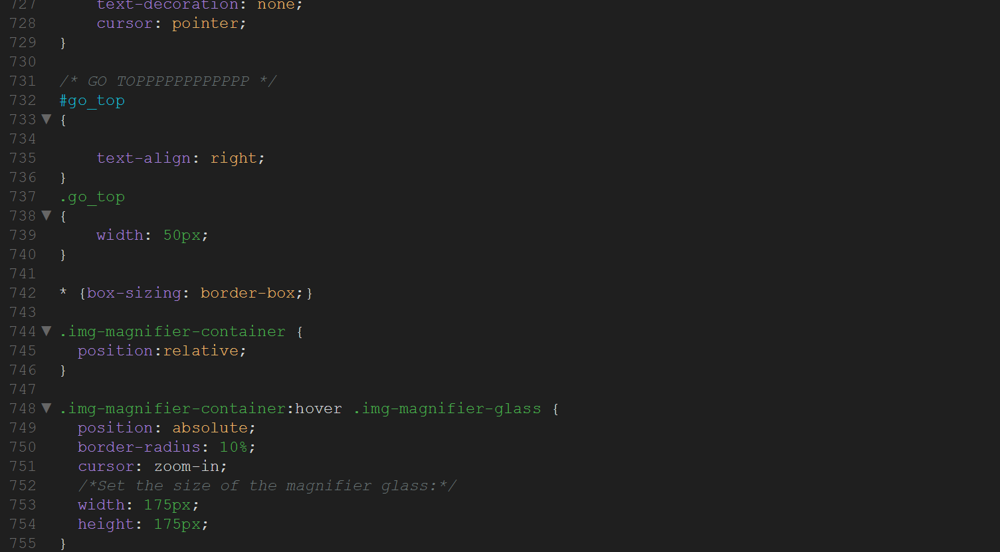 727 text-decoration: none;
728 cursor: pointer;
729 }
730
731 /* GO TOPPPPPPPPPPPP */
732 #go_top
733 ▼ {
734
735 text-align: right;
736 }
737 .go_top
738 ▼ {
739 width: 50px;
740 }
741
742 * {box-sizing: border-box;}
743
744 ▼ .img-magnifier-container {
745 position:relative;
746 }
747
748 ▼ .img-magnifier-container:hover .img-magnifier-glass {
749 position: absolute;
750 border-radius: 10%;
751 cursor: zoom-in;
752 /*Set the size of the magnifier glass:*/
753 width: 175px;
754 height: 175px;
755 }